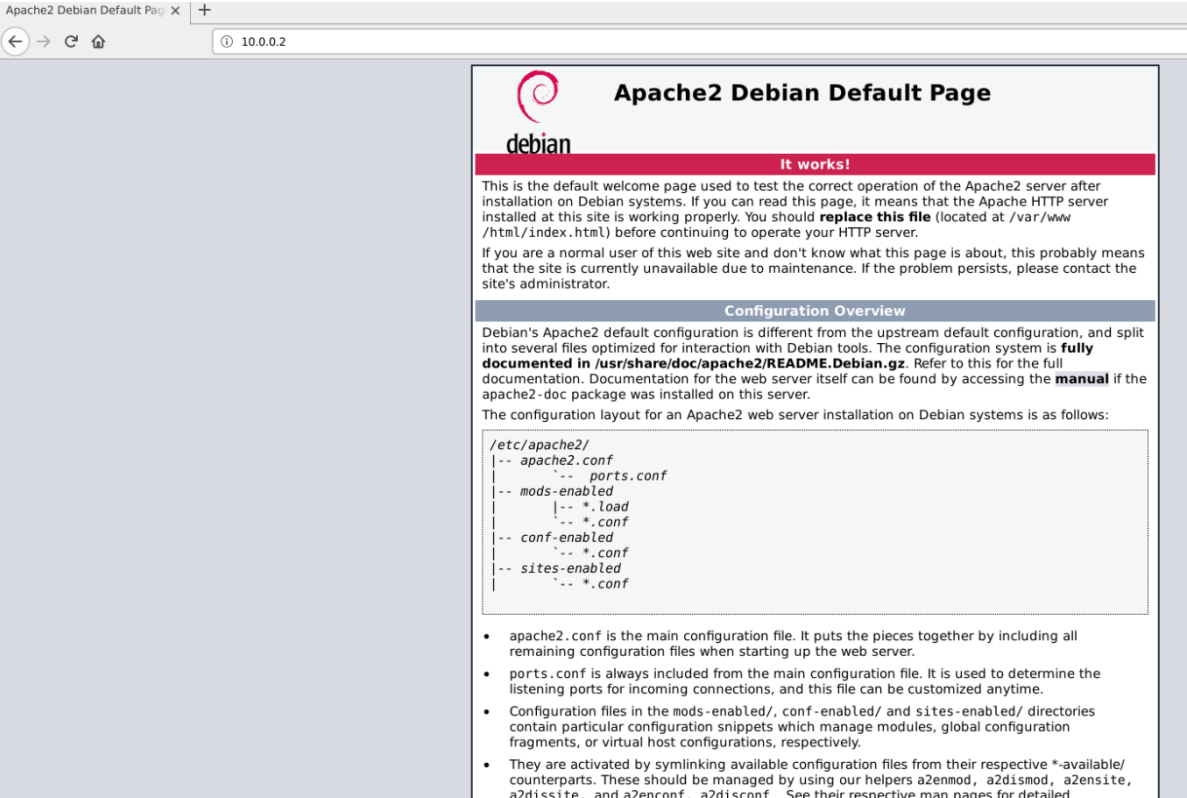 Apache2 Debian Default Pag
10.0.0.2
debian
Apache2 Debian Default Page
It works!
This is the default welcome page used to test the correct operation of the Apache2 server after
installation on Debian systems. If you can read this page, it means that the Apache HTTP server
installed at this site is working properly. You should replace this file (located at /var/www
/html/index.html) before continuing to operate your HTTP server.
If you are a normal user of this web site and don't know what this page is about, this probably means
that the site is currently unavailable due to maintenance. If the problem persists, please contact the
site's administrator.
Configuration Overview
Debian's Apache2 default configuration is different from the upstream default configuration, and split
into several files optimized for interaction with Debian tools. The configuration system is fully
documented in /usr/share/doc/apache2/README.Debian.gz. Refer to this for the full
documentation. Documentation for the web server itself can be found by accessing the manual if the
apache2-doc package was installed on this server.
The configuration layout for an Apache2 web server installation on Debian systems is as follows:
/etc/apache2/
|-- apache2.conf
|       `--  ports.conf
|-- mods-enabled
|       |-- *.load
|       `-- *.conf
|-- conf-enabled
|       `-- *.conf
|-- sites-enabled
|       `-- *.conf
• apache2.conf is the main configuration file. It puts the pieces together by including all
remaining configuration files when starting up the web server.
• ports.conf is always included from the main configuration file. It is used to determine the
listening ports for incoming connections, and this file can be customized anytime.
• Configuration files in the mods-enabled/, conf-enabled/ and sites-enabled/ directories
contain particular configuration snippets which manage modules, global configuration
fragments, or virtual host configurations, respectively.
• They are activated by symlinking available configuration files from their respective *-available/
counterparts. These should be managed by using our helpers a2enmod, a2dismod, a2ensite,
a2dissite, and a2enconf, a2disconf . See their respective man pages for detailed